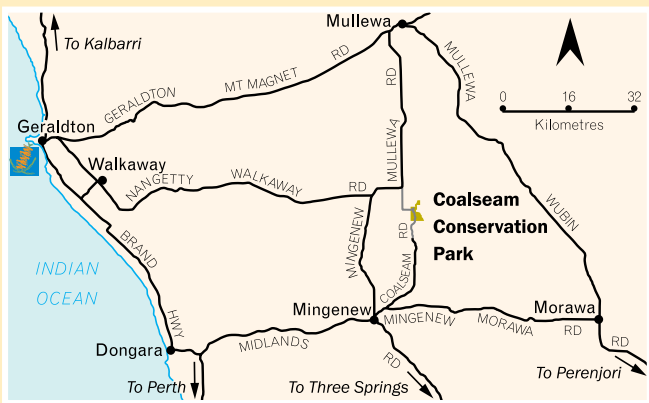 Mullewa
To Kalbarri
GERALDTON MT MAGNET RD
RD
MULLEWA
MULLEWA
WUBIN
0 16 32
Kilometres
Geraldton
Walkaway
NANGETTY WALKAWAY RD
Coalseam
Conservation
Park
MINGENEW
COALSEAM RD
BRAND
HWY
INDIAN
OCEAN
Mingenew
MINGENEW MORAWA RD
Morawa
RD
Dongara
MIDLANDS
RD
To Perth
To Three Springs
To Perenjori